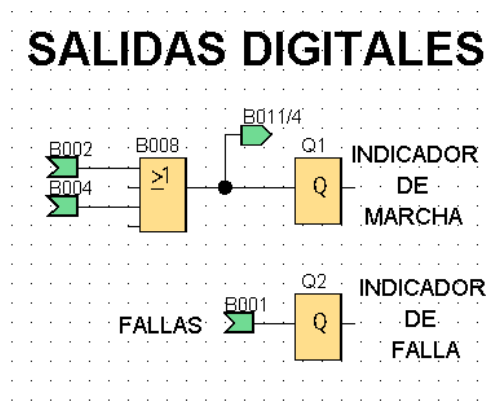 SALIDAS DIGITALES
B011/4
B002
B008
Q1
≥1
B004
Q
INDICADOR
DE
MARCHA
Q2
B001
FALLAS
Q
INDICADOR
DE
FALLA